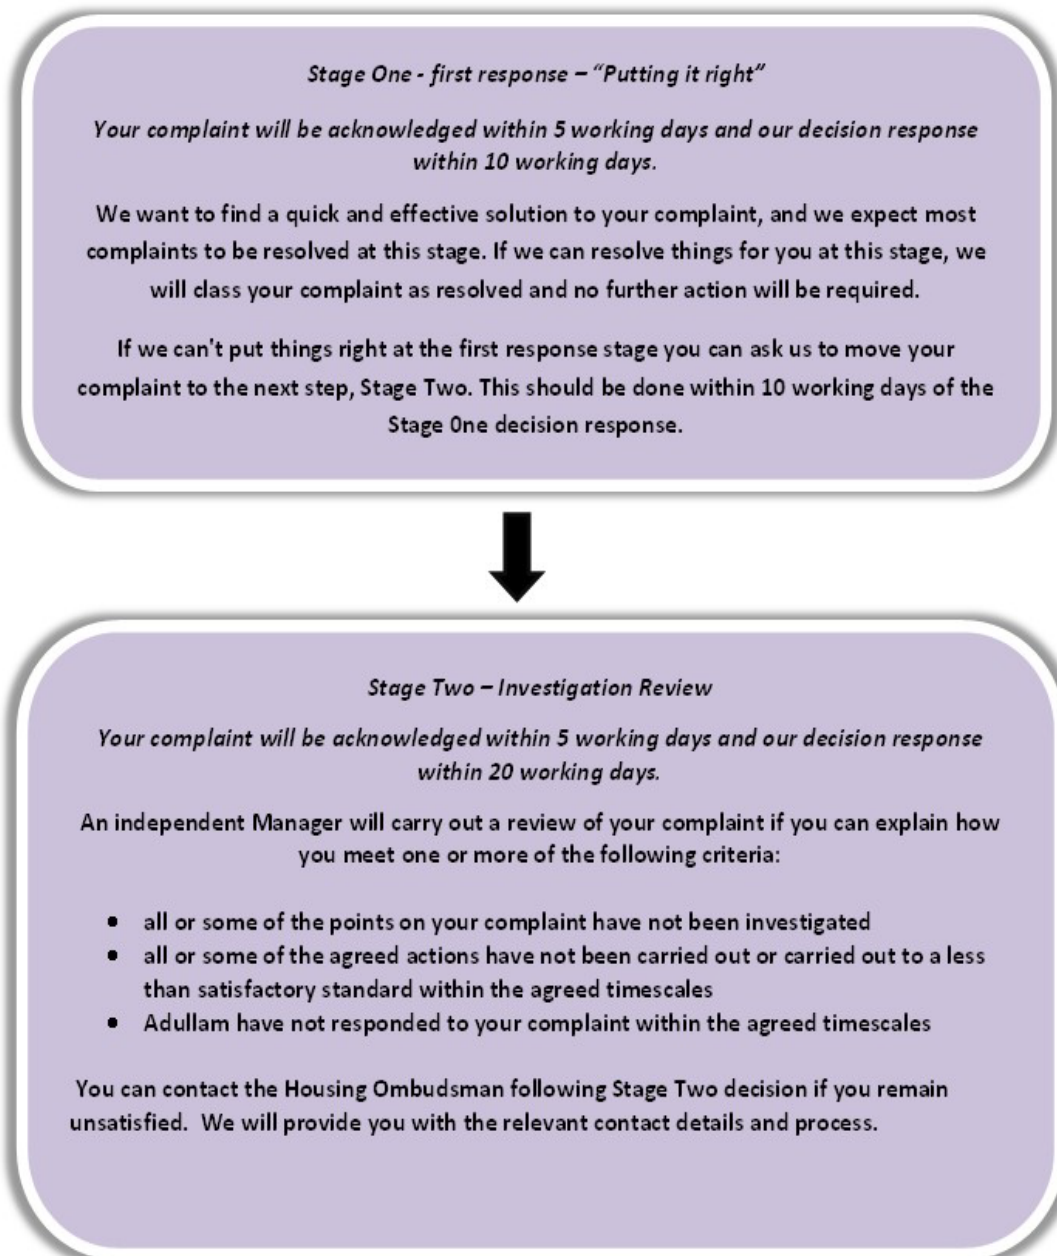 Stage One - first response – “Putting it right”
Your complaint will be acknowledged within 5 working days and our decision response
within 10 working days.
We want to find a quick and effective solution to your complaint, and we expect most
complaints to be resolved at this stage. If we can resolve things for you at this stage, we
will class your complaint as resolved and no further action will be required.
If we can't put things right at the first response stage you can ask us to move your
complaint to the next step, Stage Two. This should be done within 10 working days of the
Stage 0ne decision response.
Stage Two – Investigation Review
Your complaint will be acknowledged within 5 working days and our decision response
within 20 working days.
An independent Manager will carry out a review of your complaint if you can explain how
you meet one or more of the following criteria:
• all or some of the points on your complaint have not been investigated
• all or some of the agreed actions have not been carried out or carried out to a less
than satisfactory standard within the agreed timescales
• Adullam have not responded to your complaint within the agreed timescales
You can contact the Housing Ombudsman following Stage Two decision if you remain
unsatisfied. We will provide you with the relevant contact details and process.